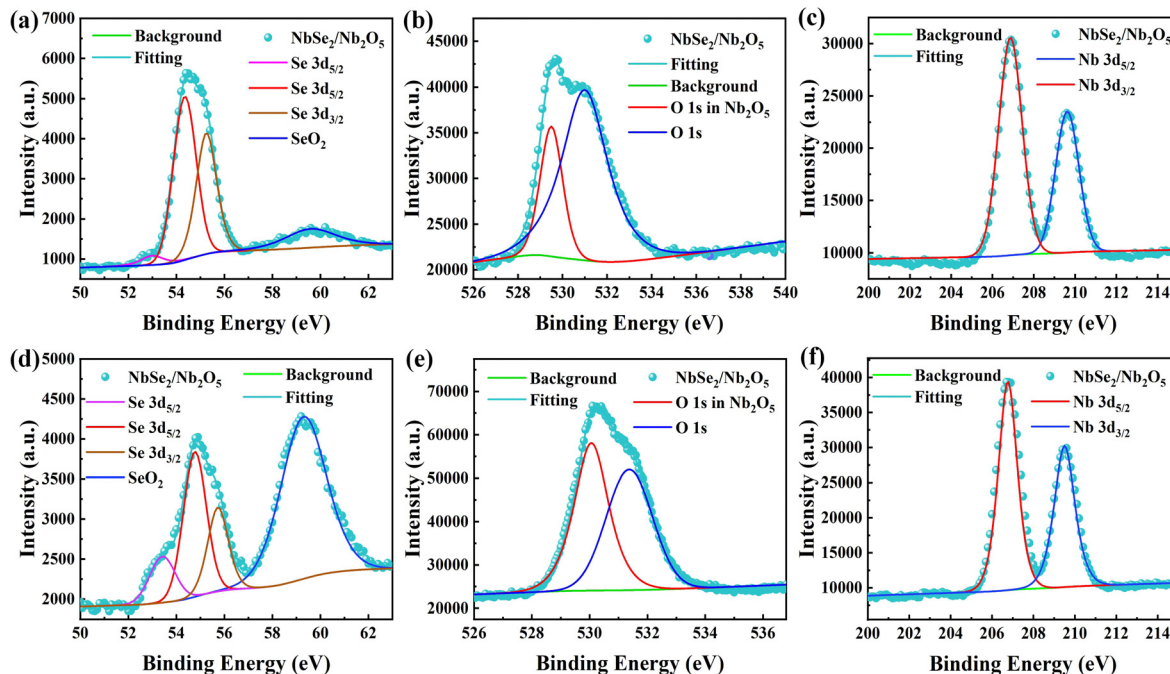 (a)
7000
6000
5000
4000
3000
2000
1000
Intensity (a.u.)
Background
Fitting
NbSe2/Nb2O5
Se 3d5/2
Se 3d5/2
Se 3d3/2
SeO2
50 52 54 56 58 60 62
Binding Energy (eV)
(b)
45000
40000
35000
30000
25000
20000
Intensity (a.u.)
NbSe2/Nb2O5
Fitting
Background
O 1s in Nb2O5
O 1s
526 528 530 532 534 536 538 540
Binding Energy (eV)
(c)
30000
20000
10000
Intensity (a.u.)
Background
Fitting
NbSe2/Nb2O5
Nb 3d5/2
Nb 3d3/2
200 202 204 206 208 210 212 214
Binding Energy (eV)
(d)
5000
4500
4000
3500
3000
2500
2000
Intensity (a.u.)
NbSe2/Nb2O5
Se 3d5/2
Se 3d5/2
Se 3d3/2
SeO2
Background
Fitting
50 52 54 56 58 60 62
Binding Energy (eV)
(e)
70000
60000
50000
40000
30000
20000
Intensity (a.u.)
Background
Fitting
NbSe2/Nb2O5
O 1s in Nb2O5
O 1s
526 528 530 532 534 536
Binding Energy (eV)
(f)
40000
30000
20000
10000
Intensity (a.u.)
Background
Fitting
NbSe2/Nb2O5
Nb 3d5/2
Nb 3d3/2
200 202 204 206 208 210 212 214
Binding Energy (eV)